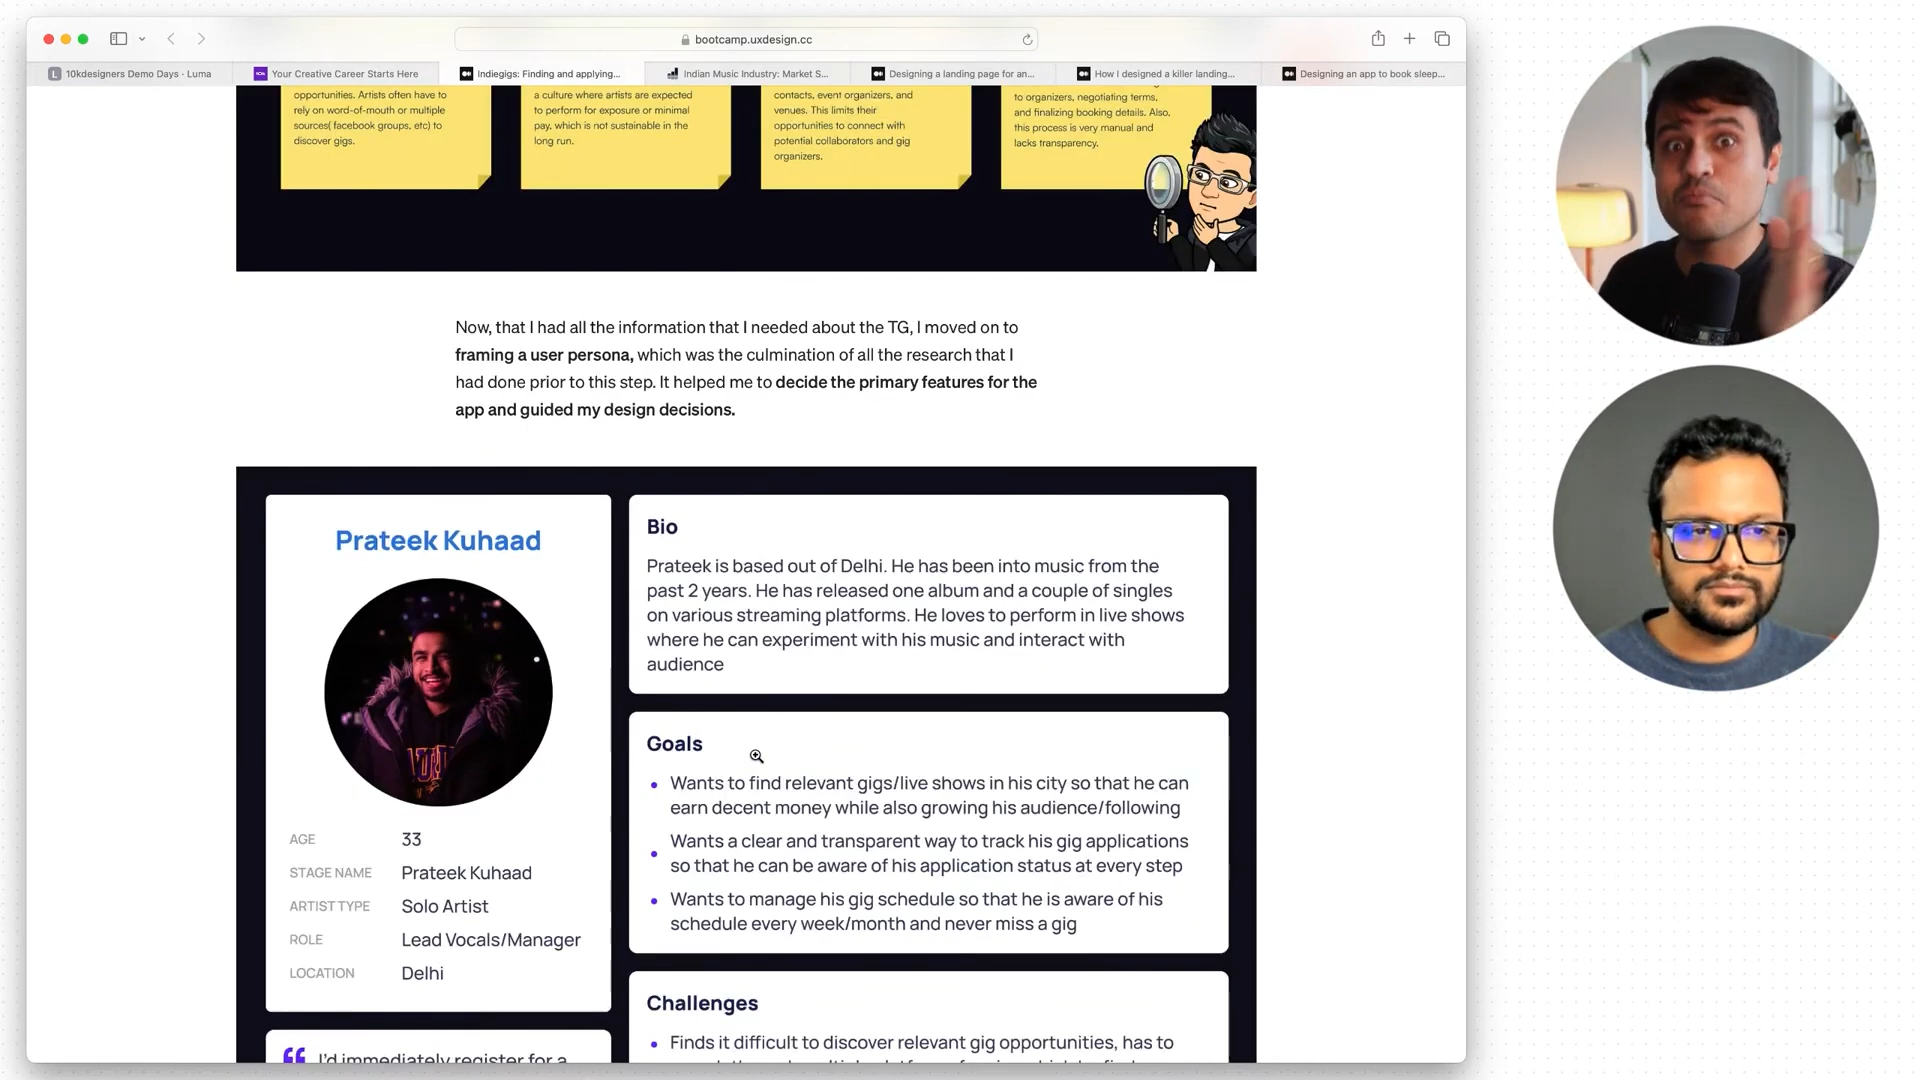 bootcamp.uxdesign.cc
10kdesigners Demo Days · Luma
Your Creative Career Starts Here
Indiegigs: Finding and applying...
Indian Music Industry: Market S...
Designing a landing page for an...
How I designed a killer landing...
Designing an app to book sleep...
opportunities. Artists often have to
rely on word-of-mouth or multiple
sources( facebook groups, etc) to
discover gigs.
a culture where artists are expected
to perform for exposure or minimal
pay, which is not sustainable in the
long run.
contacts, event organizers, and
venues. This limits their
opportunities to connect with
potential collaborators and gig
organizers.
to organizers, negotiating terms,
and finalizing booking details. Also,
this process is very manual and
lacks transparency.
Now, that I had all the information that I needed about the TG, I moved on to
framing a user persona, which was the culmination of all the research that I
had done prior to this step. It helped me to decide the primary features for the
app and guided my design decisions.
Prateek Kuhaad
AGE 33
STAGE NAME Prateek Kuhaad
ARTIST TYPE Solo Artist
ROLE Lead Vocals/Manager
LOCATION Delhi
I'd immediately register for a
Bio
Prateek is based out of Delhi. He has been into music from the
past 2 years. He has released one album and a couple of singles
on various streaming platforms. He loves to perform in live shows
where he can experiment with his music and interact with
audience
Goals
• Wants to find relevant gigs/live shows in his city so that he can
earn decent money while also growing his audience/following
• Wants a clear and transparent way to track his gig applications
so that he can be aware of his application status at every step
• Wants to manage his gig schedule so that he is aware of his
schedule every week/month and never miss a gig
Challenges
• Finds it difficult to discover relevant gig opportunities, has to